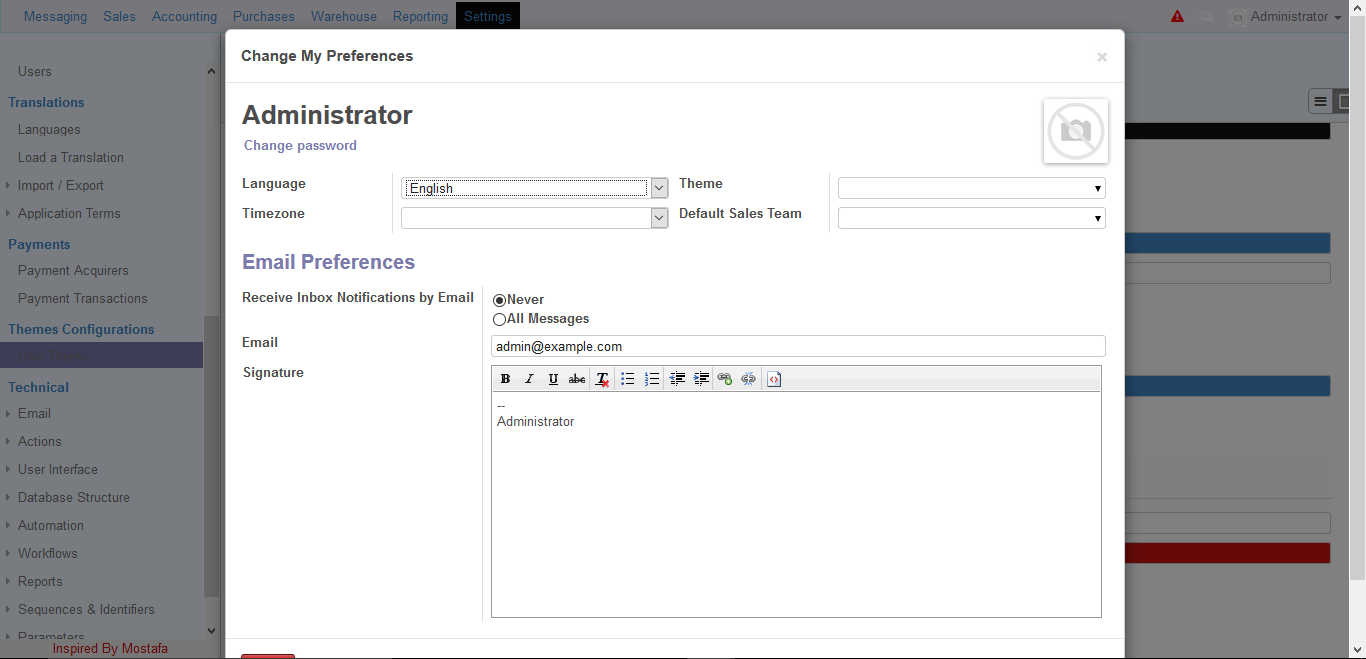 Messaging Sales Accounting Purchases Warehouse Reporting Settings Administrator
Users
Translations
Languages
Load a Translation
Import / Export
Application Terms
Payments
Payment Acquirers
Payment Transactions
Themes Configurations
Technical
Email
Actions
User Interface
Database Structure
Automation
Workflows
Reports
Sequences & Identifiers
Parameters
Inspired By Mostafa
Change My Preferences ×
Administrator
Change password
Language English Theme
Timezone Default Sales Team
Email Preferences
Receive Inbox Notifications by Email Never
All Messages
Email admin@example.com
Signature
B I U abc T
--
Administrator